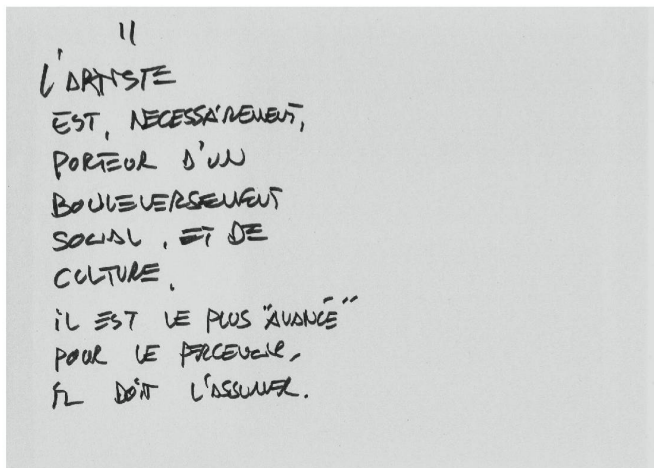 11
L'ARTISTE
EST, NECESSAIREMENT,
PORTEUR D'UN
BOULEVERSEMENT
SOCIAL, ET DE
CULTURE.
IL EST LE PLUS "AVANCÉ"
POUR LE PERCEVOIR,
IL DOIT L'ASSUMER.